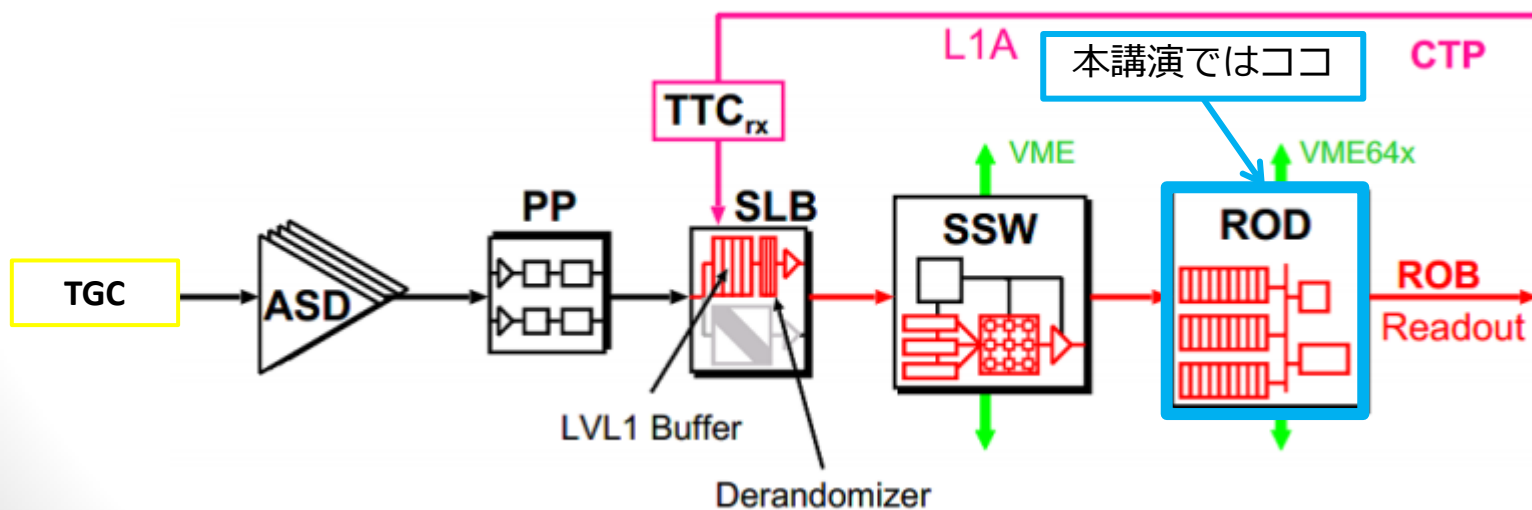 L1A
CTP
本講演ではココ
TTCrx
VME
VME64x
PP
SLB
SSW
ROD
TGC
ASD
ROB
Readout
LVL1 Buffer
Derandomizer